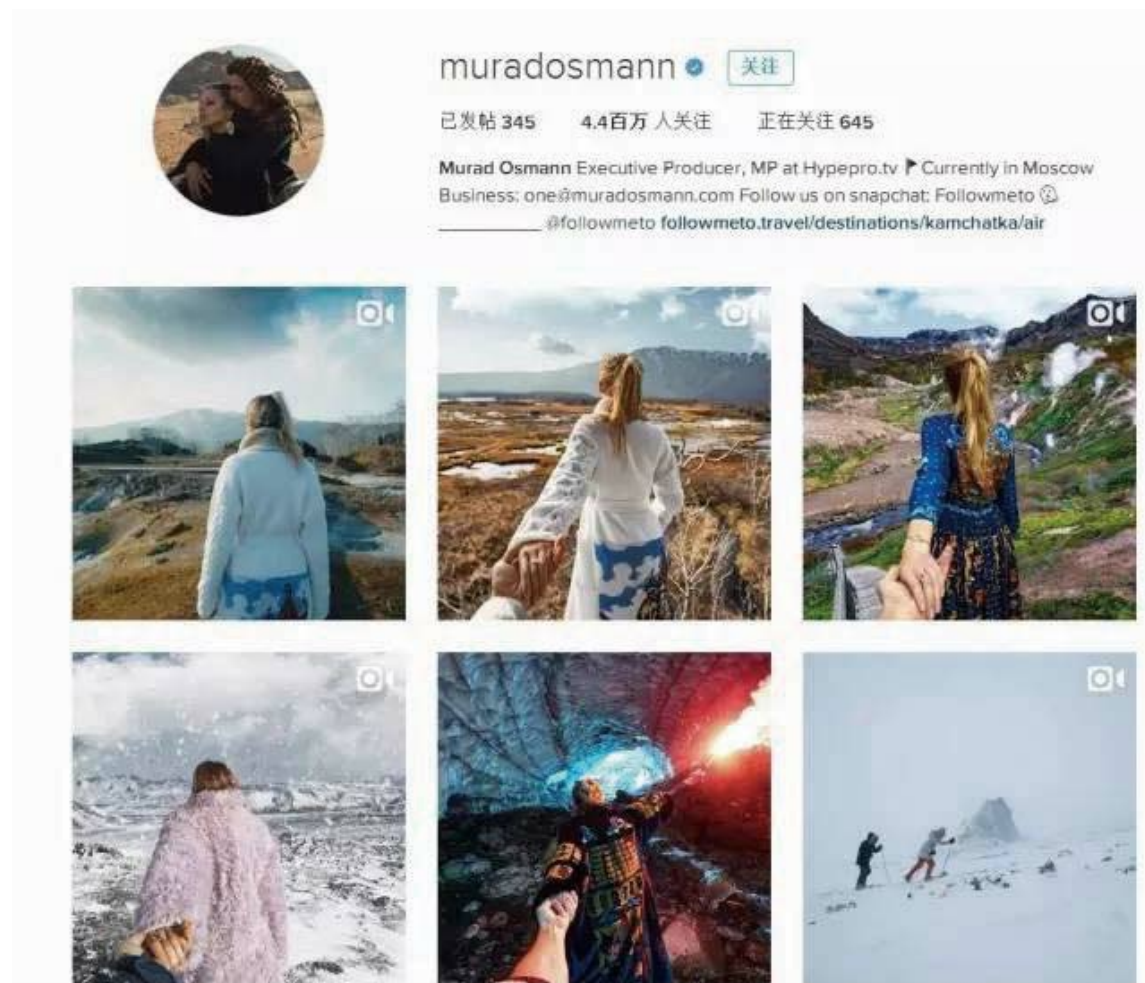 muradosmann 关注
已发帖 345 4.4百万 人关注 正在关注 645
Murad Osmann Executive Producer, MP at Hypepro.tv Currently in Moscow
Business: one@muradosmann.com Follow us on snapchat: Followmeto
__________ @followmeto followmeto.travel/destinations/kamchatka/air